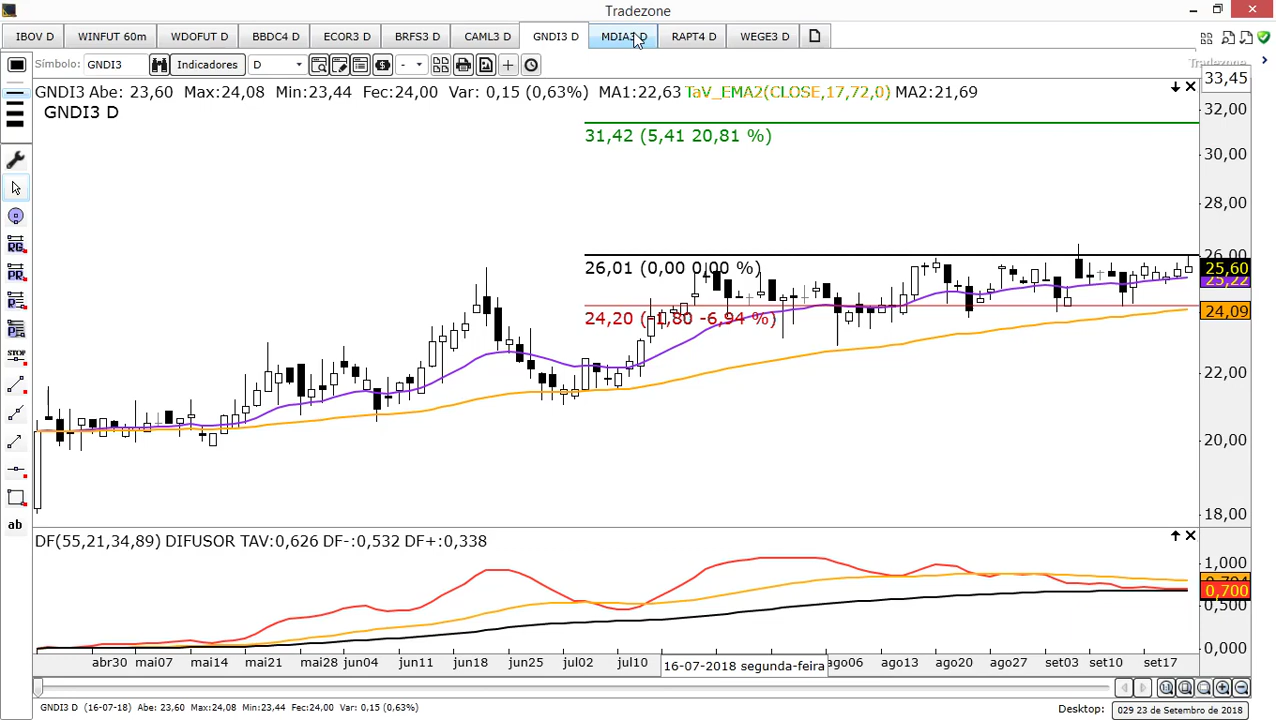 Tradezone
IBOV D WINFUT 60m WDOFUT D BBDC4 D ECOR3 D BRFS3 D CAML3 D GNDI3 D MDIA3 D RAPT4 D WEGE3 D
Símbolo: GNDI3 Indicadores D - Tradezone
GNDI3 Abe: 23,60 Max:24,08 Min:23,44 Fec:24,00 Var: 0,15 (0,63%) MA1:22,63 TaV_EMA2(CLOSE,17,72,0) MA2:21,69
GNDI3 D
33,45
32,00
31,42 (5,41 20,81 %)
30,00
28,00
26,00
26,01 (0,00 0,00 %)
25,60
25,22
24,09
24,20 (-1,80 -6,94 %)
22,00
20,00
18,00
RG
PR
STOP
ab
DF(55,21,34,89) DIFUSOR TAV:0,626 DF-:0,532 DF+:0,338
1,000
0,700
0,500
0,000
abr30 mai07 mai14 mai21 mai28 jun04 jun11 jun18 jun25 jul02 jul10 16-07-2018 segunda-feira ago06 ago13 ago20 ago27 set03 set10 set17
GNDI3 D (16-07-18) Abe: 23,60 Max:24,08 Min:23,44 Fec:24,00 Var: 0,15 (0,63%)
Desktop: 029 23 de Setembro de 2018